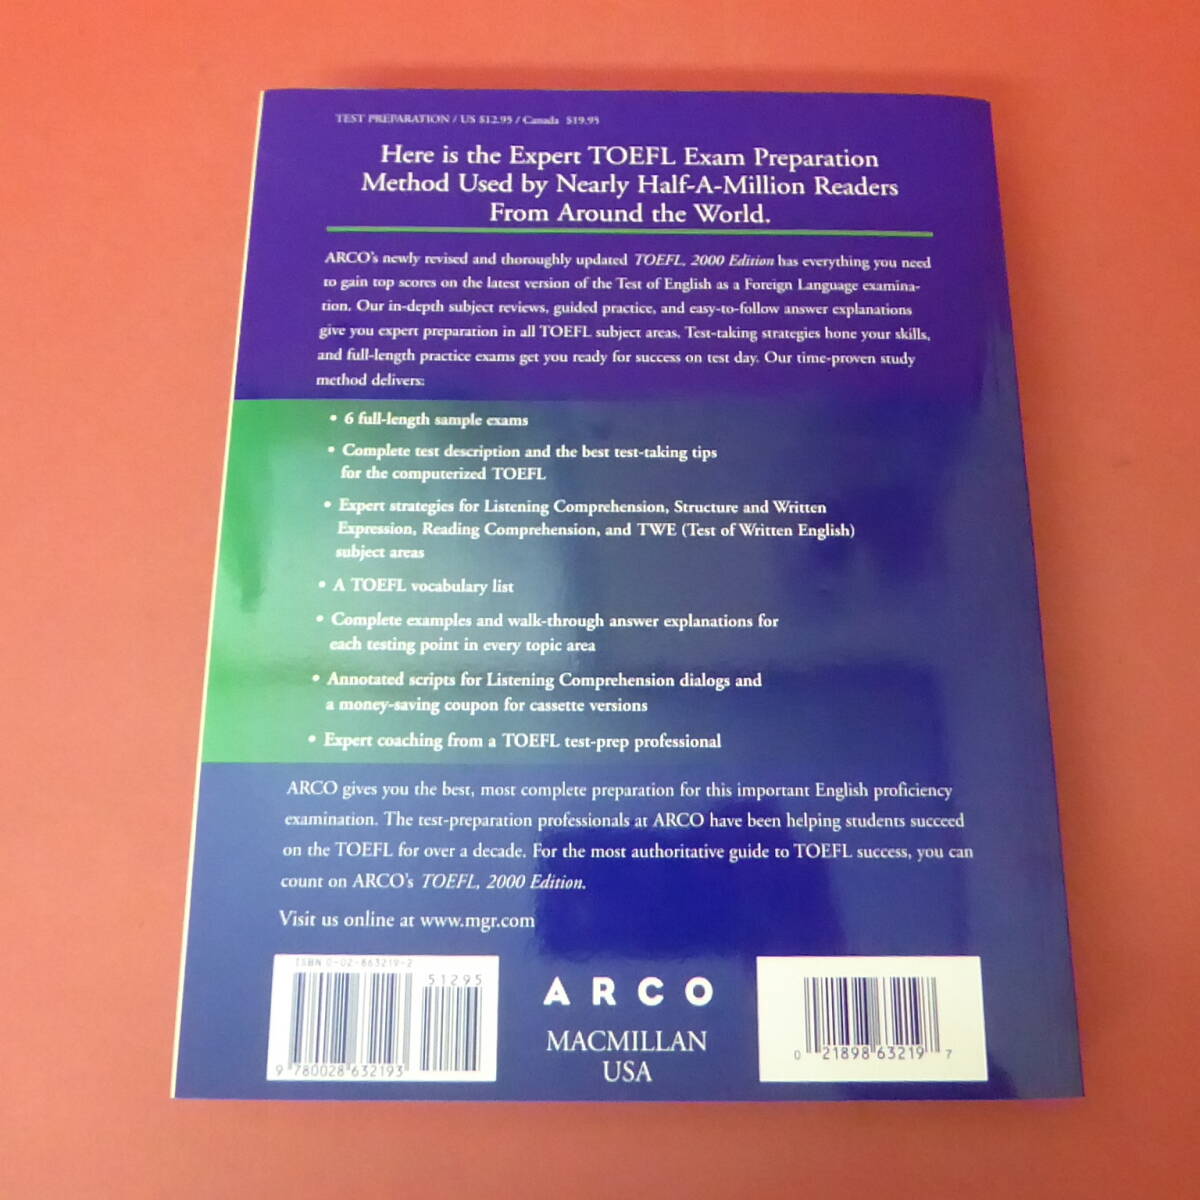 TEST PREPARATION / US $12.95 / Canada $19.95
Here is the Expert TOEFL Exam Preparation
Method Used by Nearly Half-A-Million Readers
From Around the World.
ARCO's newly revised and thoroughly updated TOEFL, 2000 Edition has everything you need
to gain top scores on the latest version of the Test of English as a Foreign Language examina-
tion. Our in-depth subject reviews, guided practice, and easy-to-follow answer explanations
give you expert preparation in all TOEFL subject areas. Test-taking strategies hone your skills,
and full-length practice exams get you ready for success on test day. Our time-proven study
method delivers:
• 6 full-length sample exams
• Complete test description and the best test-taking tips
for the computerized TOEFL
• Expert strategies for Listening Comprehension, Structure and Written
Expression, Reading Comprehension, and TWE (Test of Written English)
subject areas
• A TOEFL vocabulary list
• Complete examples and walk-through answer explanations for
each testing point in every topic area
• Annotated scripts for Listening Comprehension dialogs and
a money-saving coupon for cassette versions
• Expert coaching from a TOEFL test-prep professional
ARCO gives you the best, most complete preparation for this important English proficiency
examination. The test-preparation professionals at ARCO have been helping students succeed
on the TOEFL for over a decade. For the most authoritative guide to TOEFL success, you can
count on ARCO's TOEFL, 2000 Edition.
Visit us online at www.mgr.com
ISBN 0-02-863219-2
51295
9 780028 632193
ARCO
MACMILLAN
USA
0 21898 63219 7